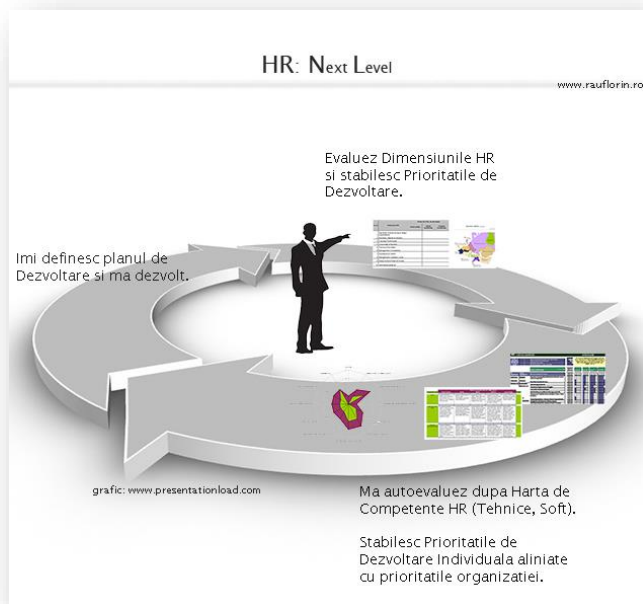 HR: Next Level
www.rauflorin.ro
Evaluez Dimensiunile HR
si stabilesc Prioritatile de
Dezvoltare.
Imi definesc planul de
Dezvoltare si ma dezvolt.
grafic: www.presentationload.com
Ma autoevaluez dupa Harta de
Competente HR (Tehnice, Soft).
Stabilesc Prioritatile de
Dezvoltare Individuala aliniate
cu prioritatile organizatiei.